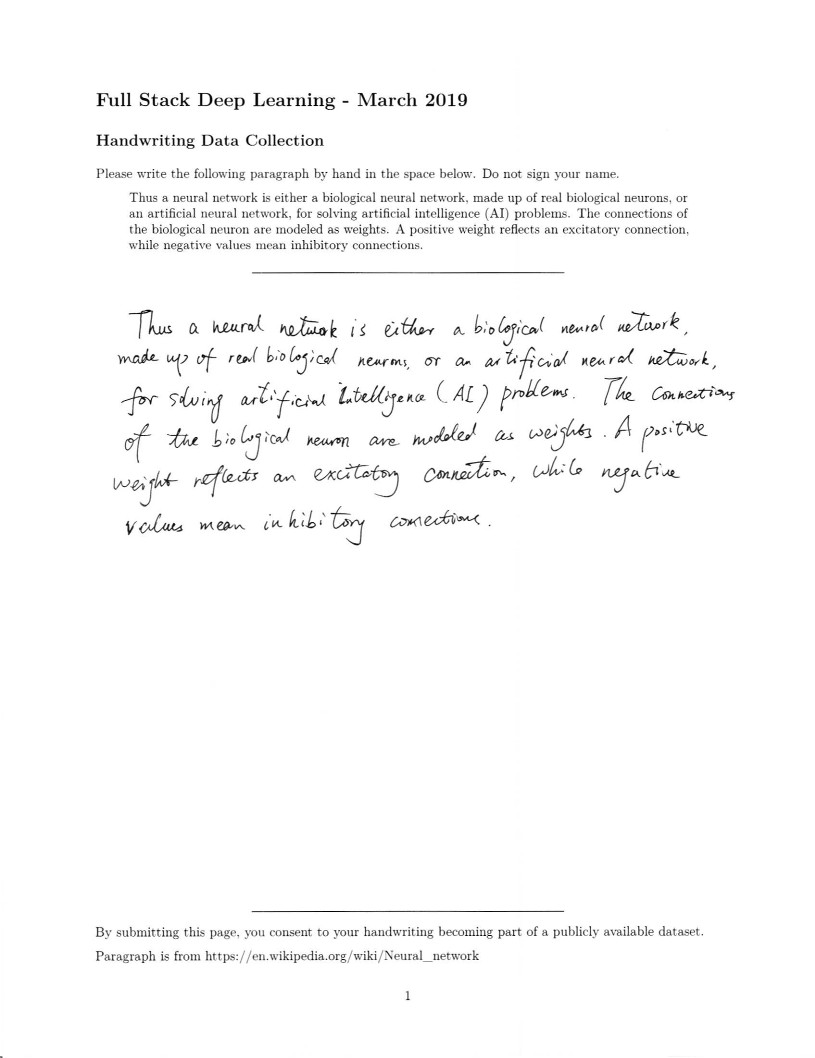 Full Stack Deep Learning - March 2019
Handwriting Data Collection
Please write the following paragraph by hand in the space below. Do not sign your name.
Thus a neural network is either a biological neural network, made up of real biological neurons, or
an artificial neural network, for solving artificial intelligence (AI) problems. The connections of
the biological neuron are modeled as weights. A positive weight reflects an excitatory connection,
while negative values mean inhibitory connections.
Thus a neural network is either a biological neural network,
made up of real biological neurons, or an artificial neural network,
for solving artificial Intelligence (AI) problems. The connections
of the biological neuron are modeled as weights. A positive
weight reflects an excitatory connection, while negative
values mean inhibitory connections.
By submitting this page, you consent to your handwriting becoming part of a publicly available dataset.
Paragraph is from https://en.wikipedia.org/wiki/Neural_network
1